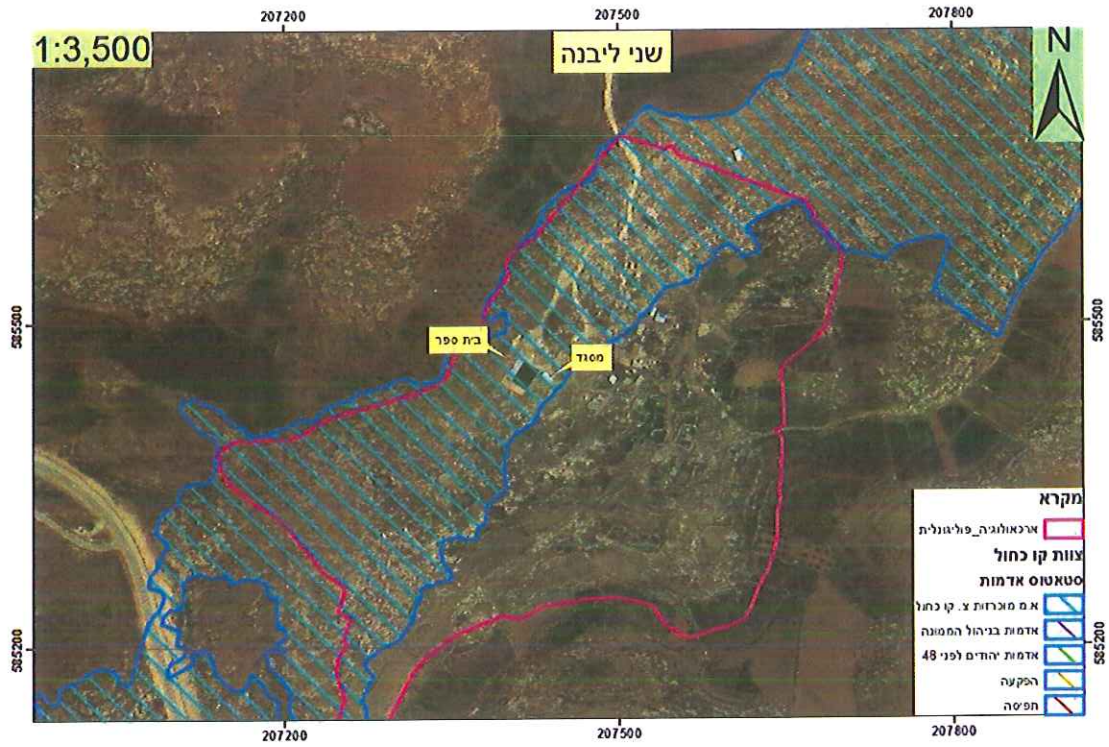 207200
207500
207800
1:3,500
שני ליבנה
N
585500
585500
בית ספר
מסגד
מקרא
ארכאולוגיה_פוליגונלית
צוות קו כחול
סטאטוס אדמות
א.מ מוכרזות צ. קו כחול
אדמות בניהול הממונה
אדמות יהודים לפני 48
הפקעה
תפיסה
585200
585200
207200
207500
207800